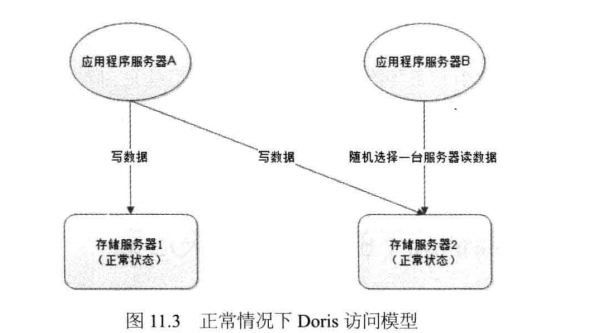 应用程序服务器A
应用程序服务器B
写数据
写数据
随机选择一台服务器读数据
存储服务器1
（正常状态）
存储服务器2
（正常状态）
图 11.3 正常情况下 Doris 访问模型